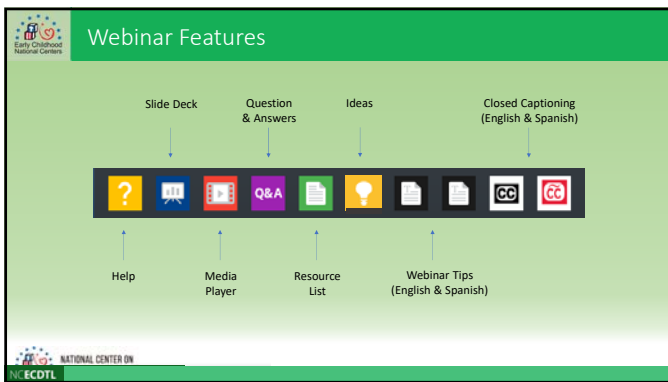 Early Childhood
National Centers
Webinar Features
Slide Deck
Question
& Answers
Ideas
Closed Captioning
(English & Spanish)
?
Q&A
CC
CC
Help
Media
Player
Resource
List
Webinar Tips
(English & Spanish)
NATIONAL CENTER ON
NCECDTL